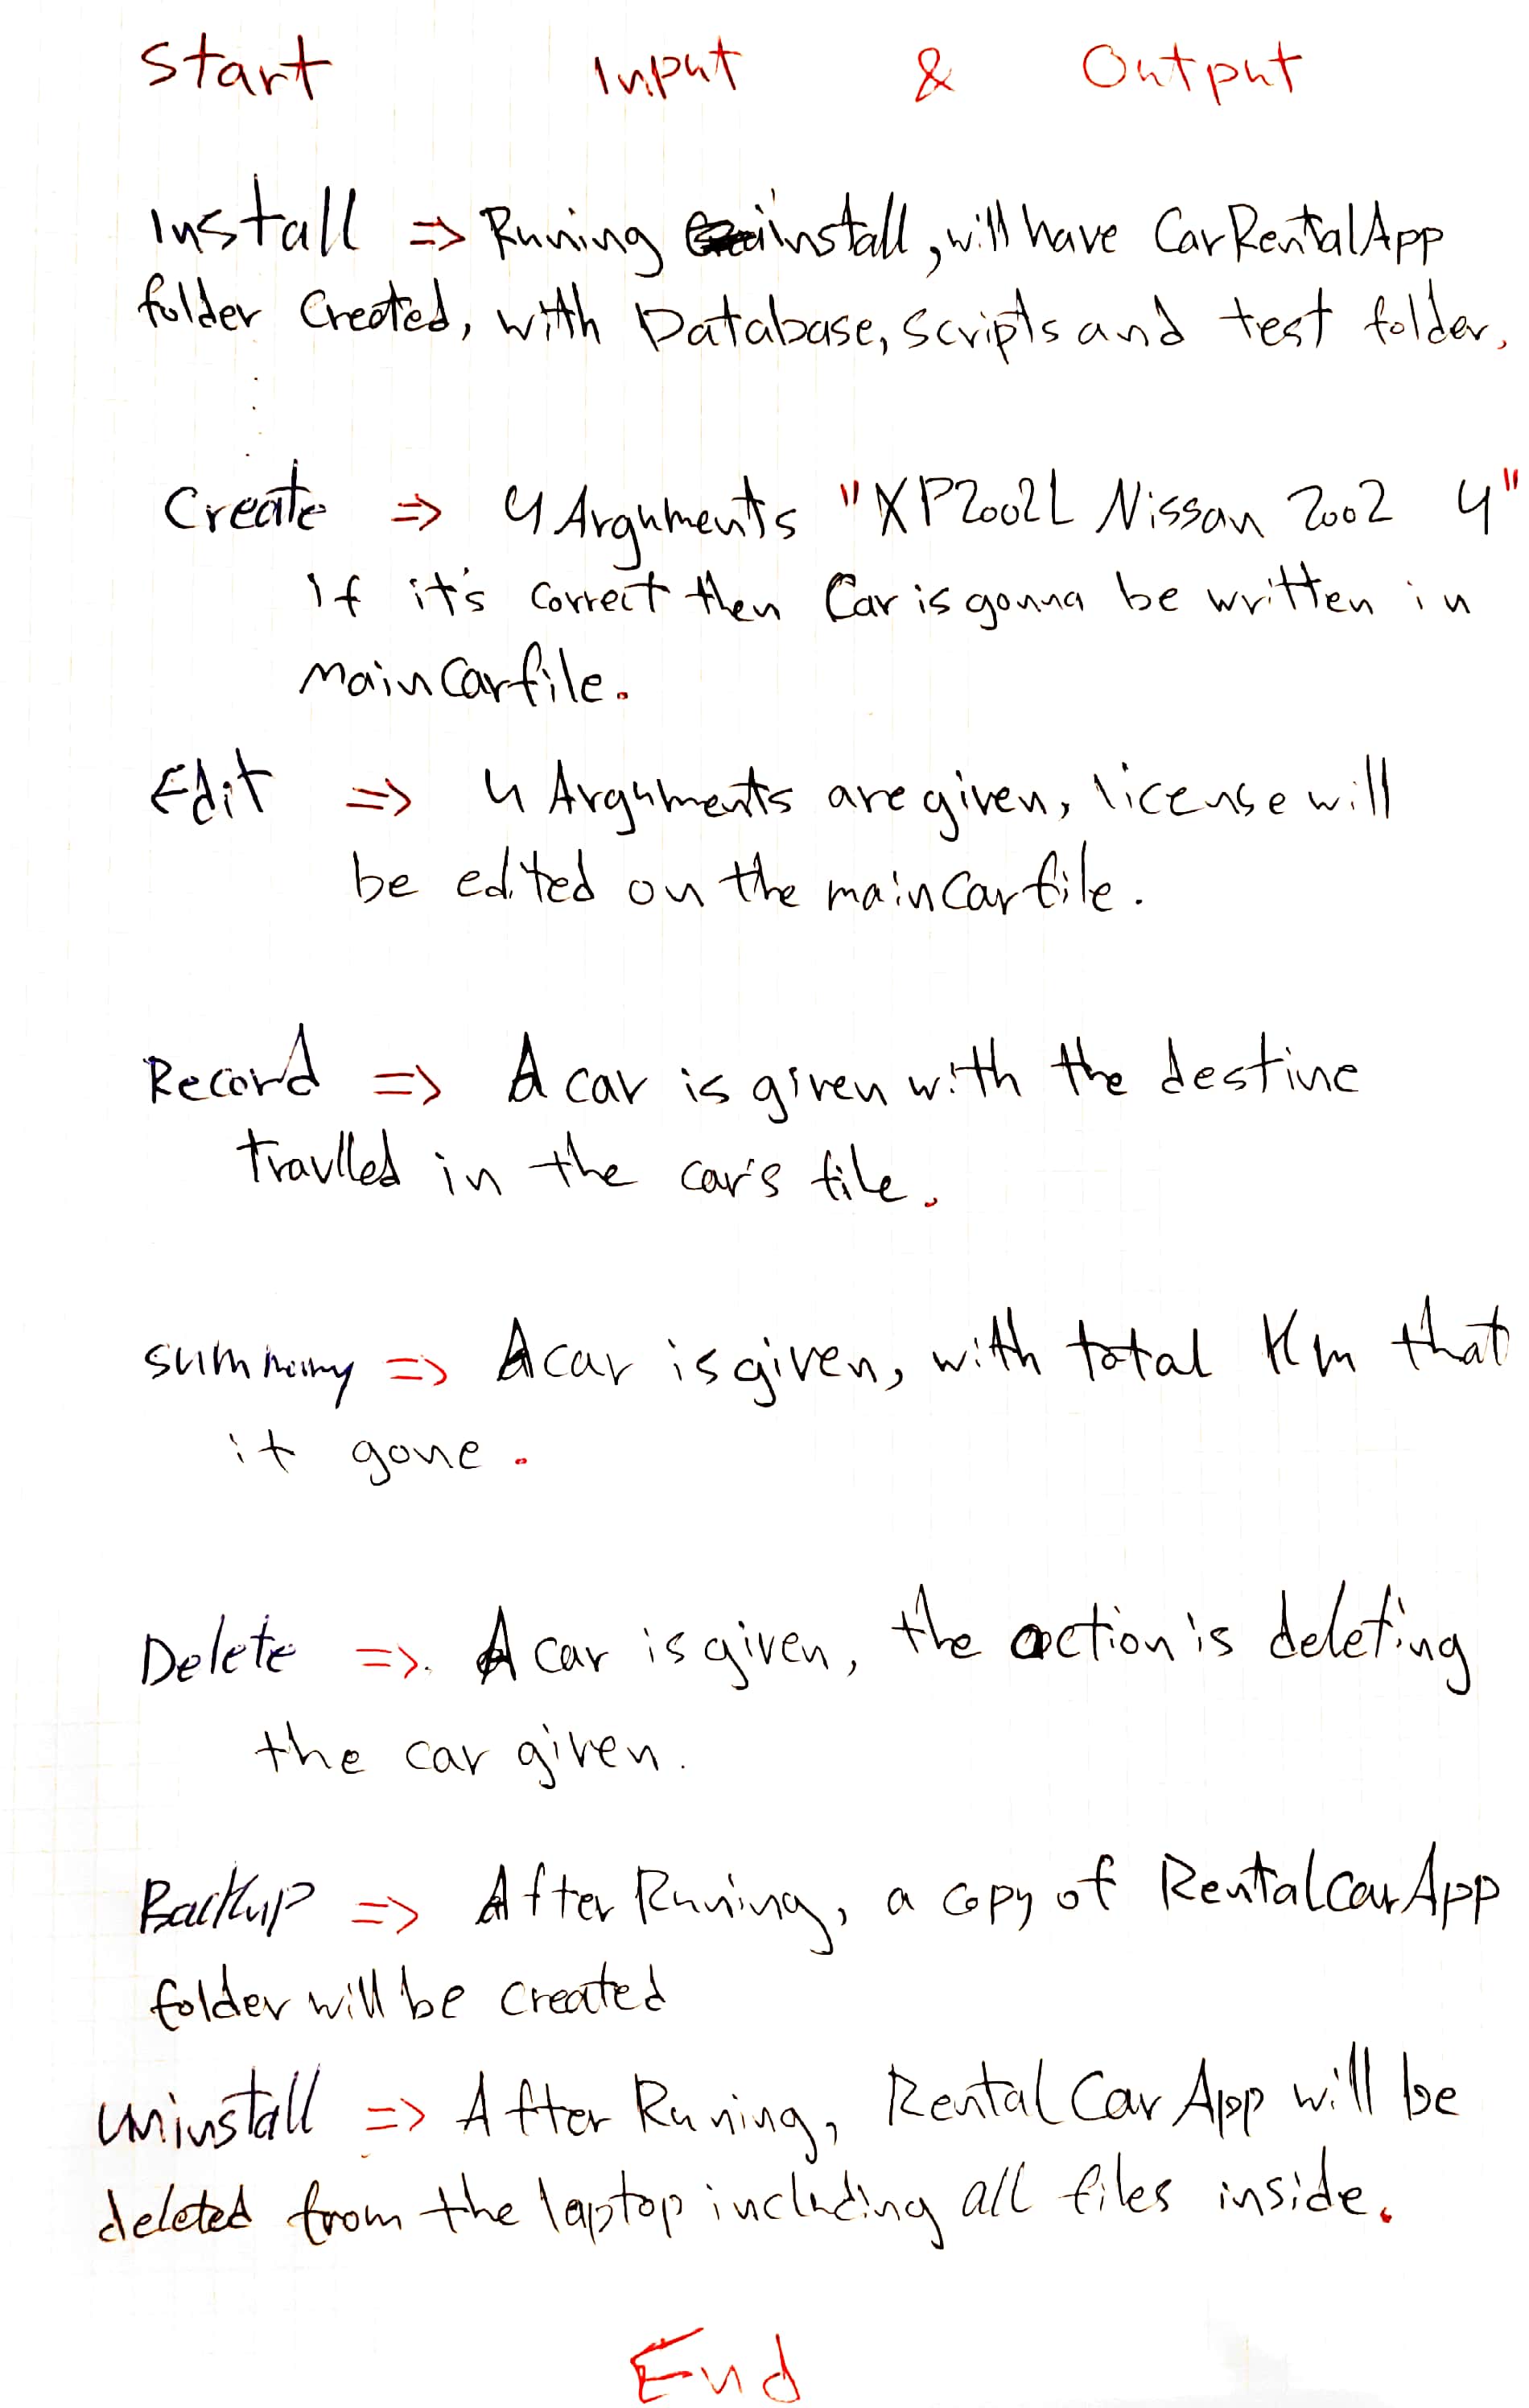 Start Input & Output
Install => Runing install, will have CarRentalApp
folder Created, with Database, scripts and test folder.
Create => 4 Arguments "XP2002L Nissan 2002 4"
If it's correct then Car is gonna be written in
MainCarfile.
Edit => 4 Arguments are given, license will
be edited on the mainCarfile.
Record => A car is given with the destine
Travlled in the car's file.
summary => A car is given, with total Km that
it gone.
Delete => A car is given, the action is deleting
the car given.
Backup => After Runing, a copy of RentalcarApp
folder will be created
uninstall => After Runing, RentalCarApp will be
deleted from the laptop including all files inside.
End